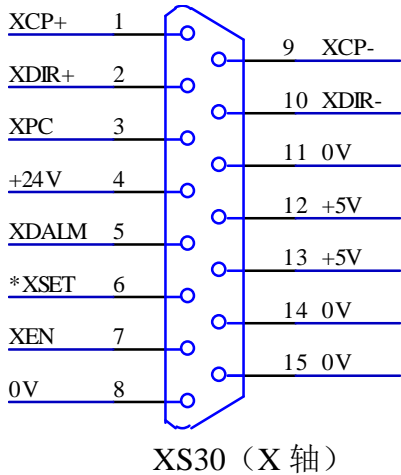 XCP+ 1
9 XCP-
XDIR+ 2
10 XDIR-
XPC 3
11 0V
+24V 4
12 +5V
XDALM 5
13 +5V
*XSET 6
14 0V
XEN 7
15 0V
0V 8
XS30（X 轴）